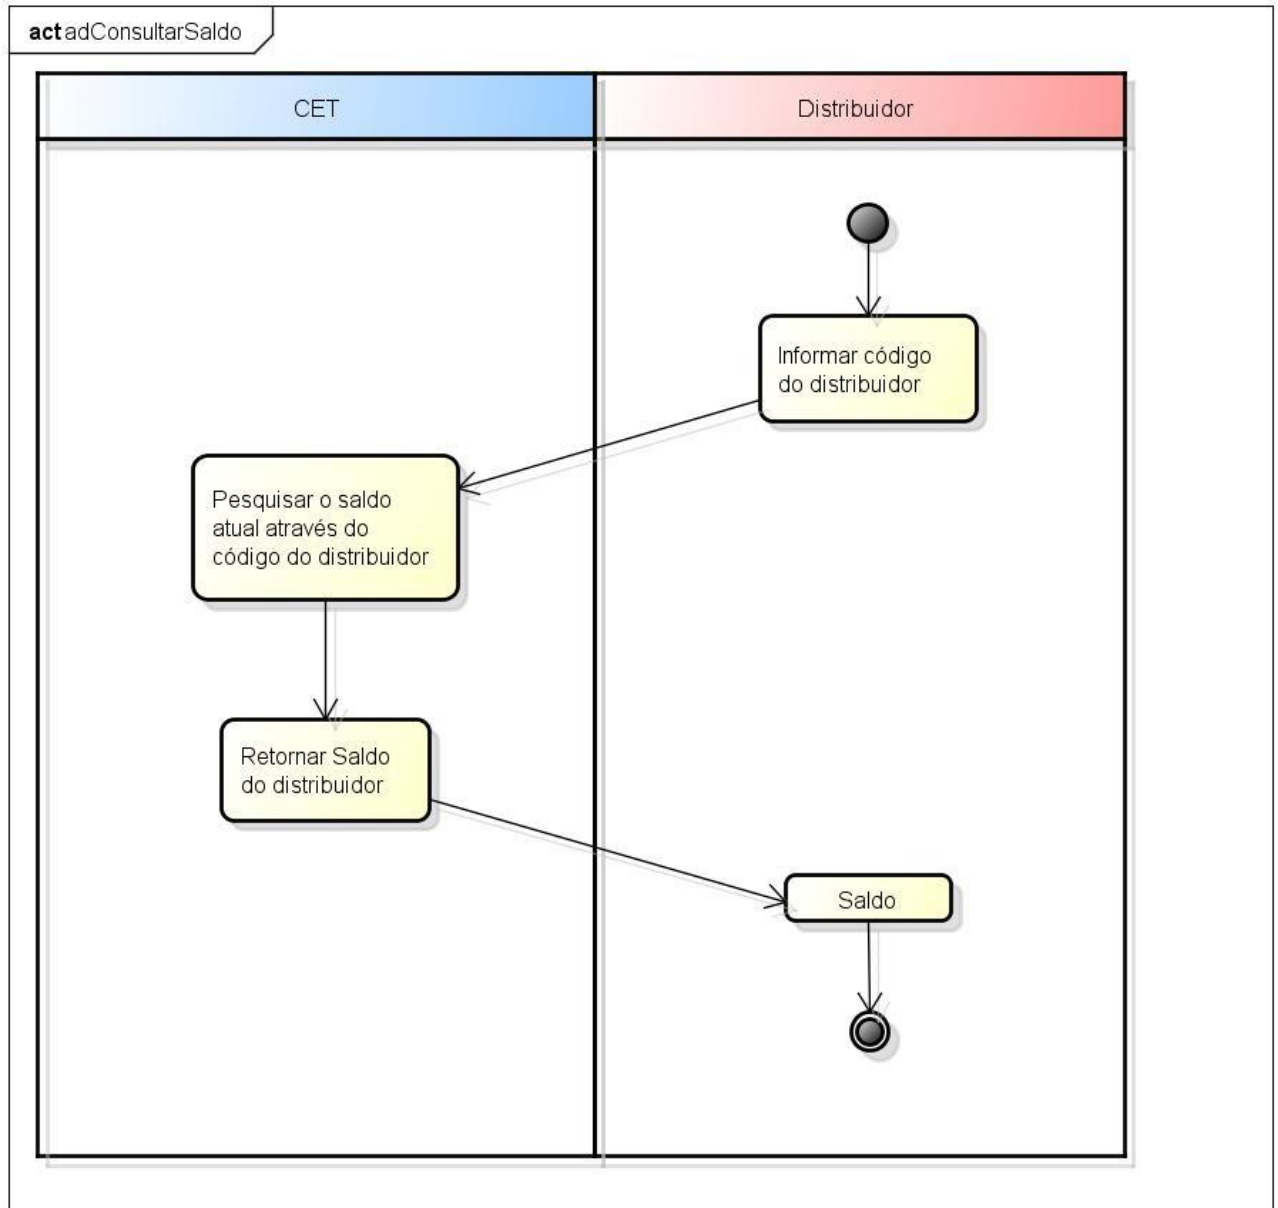 act adConsultarSaldo
CET
Distribuidor
Informar código
do distribuidor
Pesquisar o saldo
atual através do
código do distribuidor
Retornar Saldo
do distribuidor
Saldo